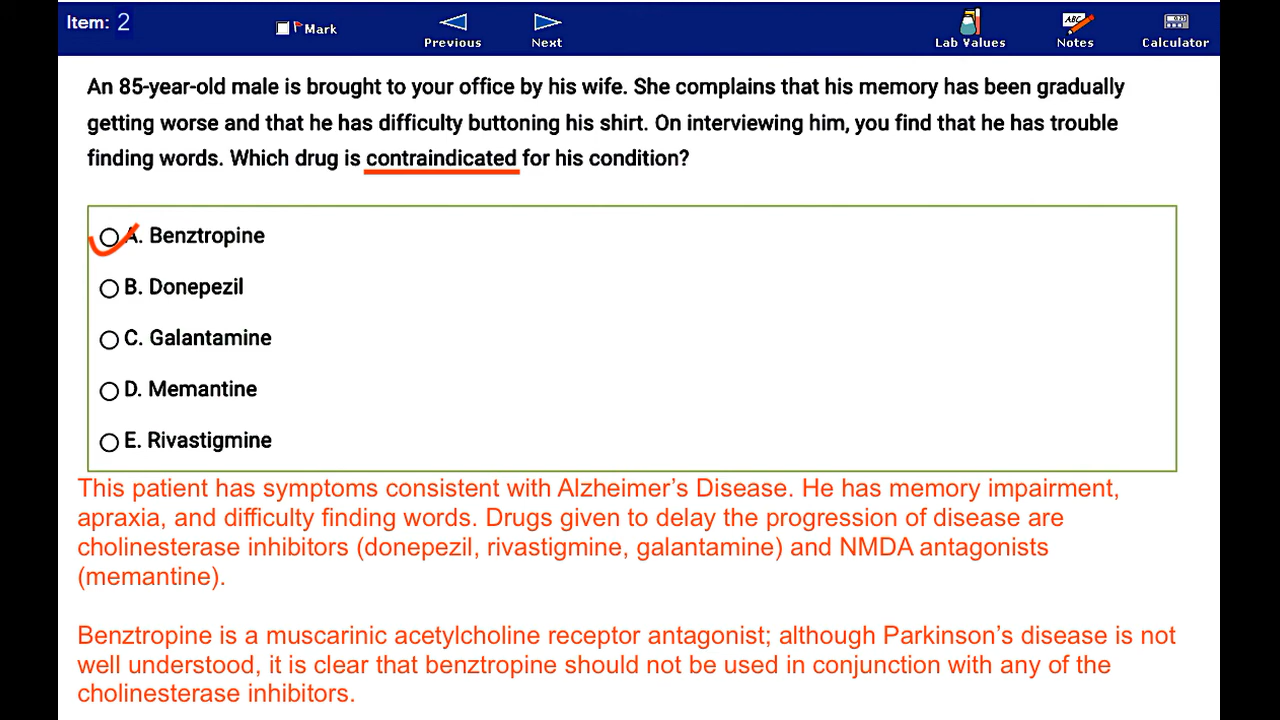 Item: 2
Mark
Previous
Next
Lab Values
Notes
Calculator
An 85-year-old male is brought to your office by his wife. She complains that his memory has been gradually
getting worse and that he has difficulty buttoning his shirt. On interviewing him, you find that he has trouble
finding words. Which drug is contraindicated for his condition?
A. Benztropine
B. Donepezil
C. Galantamine
D. Memantine
E. Rivastigmine
This patient has symptoms consistent with Alzheimer’s Disease. He has memory impairment,
apraxia, and difficulty finding words. Drugs given to delay the progression of disease are
cholinesterase inhibitors (donepezil, rivastigmine, galantamine) and NMDA antagonists
(memantine).
Benztropine is a muscarinic acetylcholine receptor antagonist; although Parkinson’s disease is not
well understood, it is clear that benztropine should not be used in conjunction with any of the
cholinesterase inhibitors.